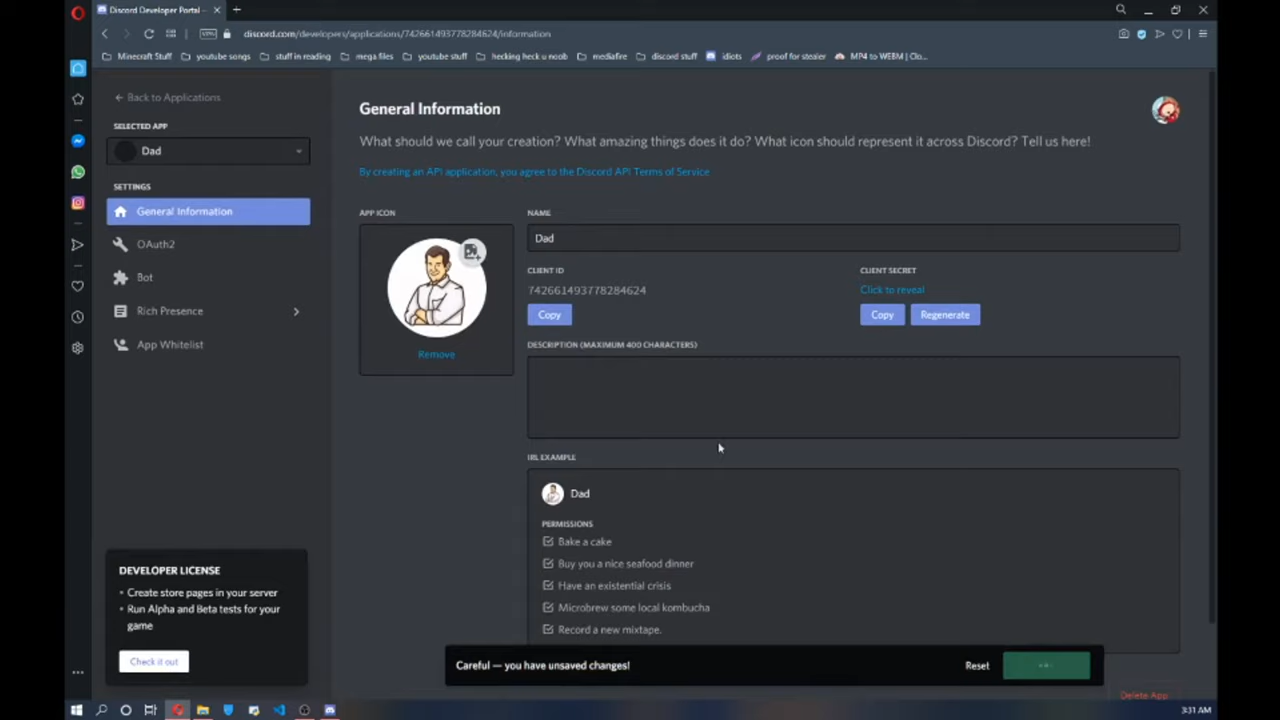 Discord Developer Portal –
discord.com/developers/applications/742661493778284624/information
VPN
Minecraft Stuff
youtube songs
stuff in reading
mega files
youtube stuff
hecking heck u noob
mediafire
discord stuff
idiots
proof for stealer
MP4 to WEBM | Clo...
Back to Applications
SELECTED APP
Dad
SETTINGS
General Information
OAuth2
Bot
Rich Presence
App Whitelist
DEVELOPER LICENSE
• Create store pages in your server
• Run Alpha and Beta tests for your
game
Check it out
General Information
What should we call your creation? What amazing things does it do? What icon should represent it across Discord? Tell us here!
By creating an API application, you agree to the Discord API Terms of Service
APP ICON
Remove
NAME
Dad
CLIENT ID
742661493778284624
Copy
CLIENT SECRET
Click to reveal
Copy
Regenerate
DESCRIPTION (MAXIMUM 400 CHARACTERS)
IRL EXAMPLE
Dad
PERMISSIONS
Bake a cake
Buy you a nice seafood dinner
Have an existential crisis
Microbrew some local kombucha
Record a new mixtape.
Careful — you have unsaved changes!
Reset
Delete App
3:31 AM